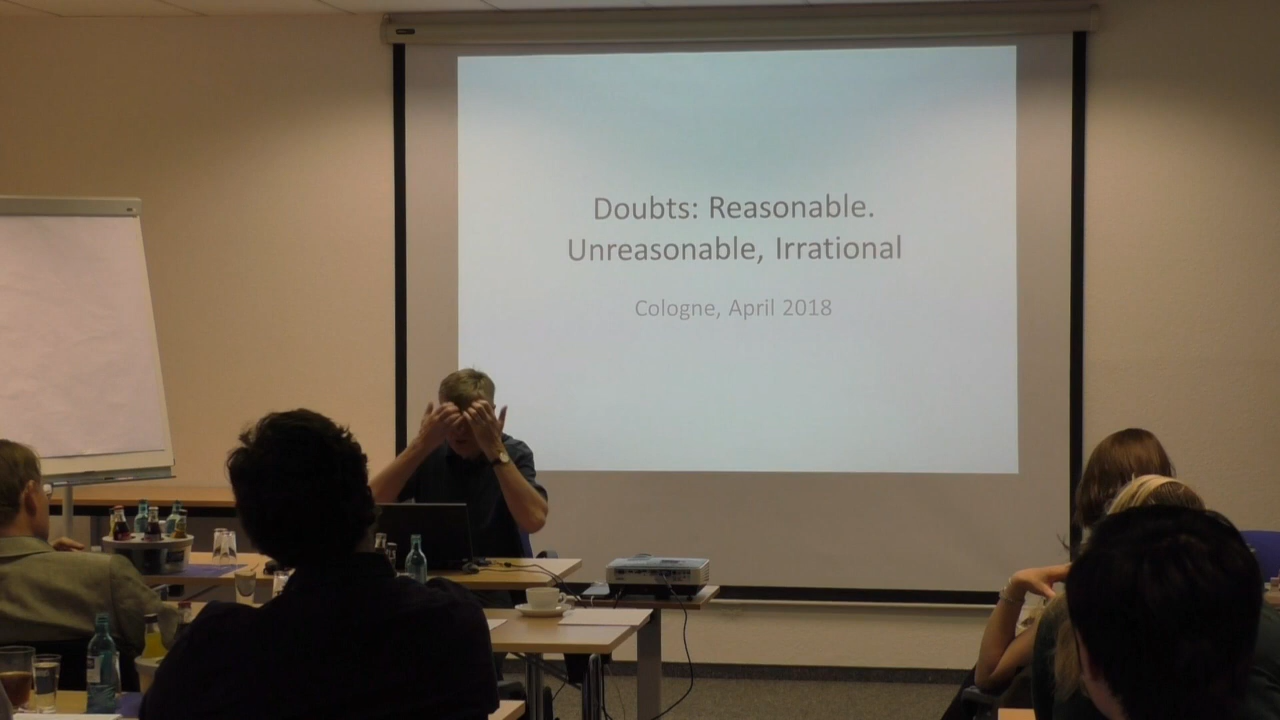 Doubts: Reasonable.
Unreasonable, Irrational
Cologne, April 2018